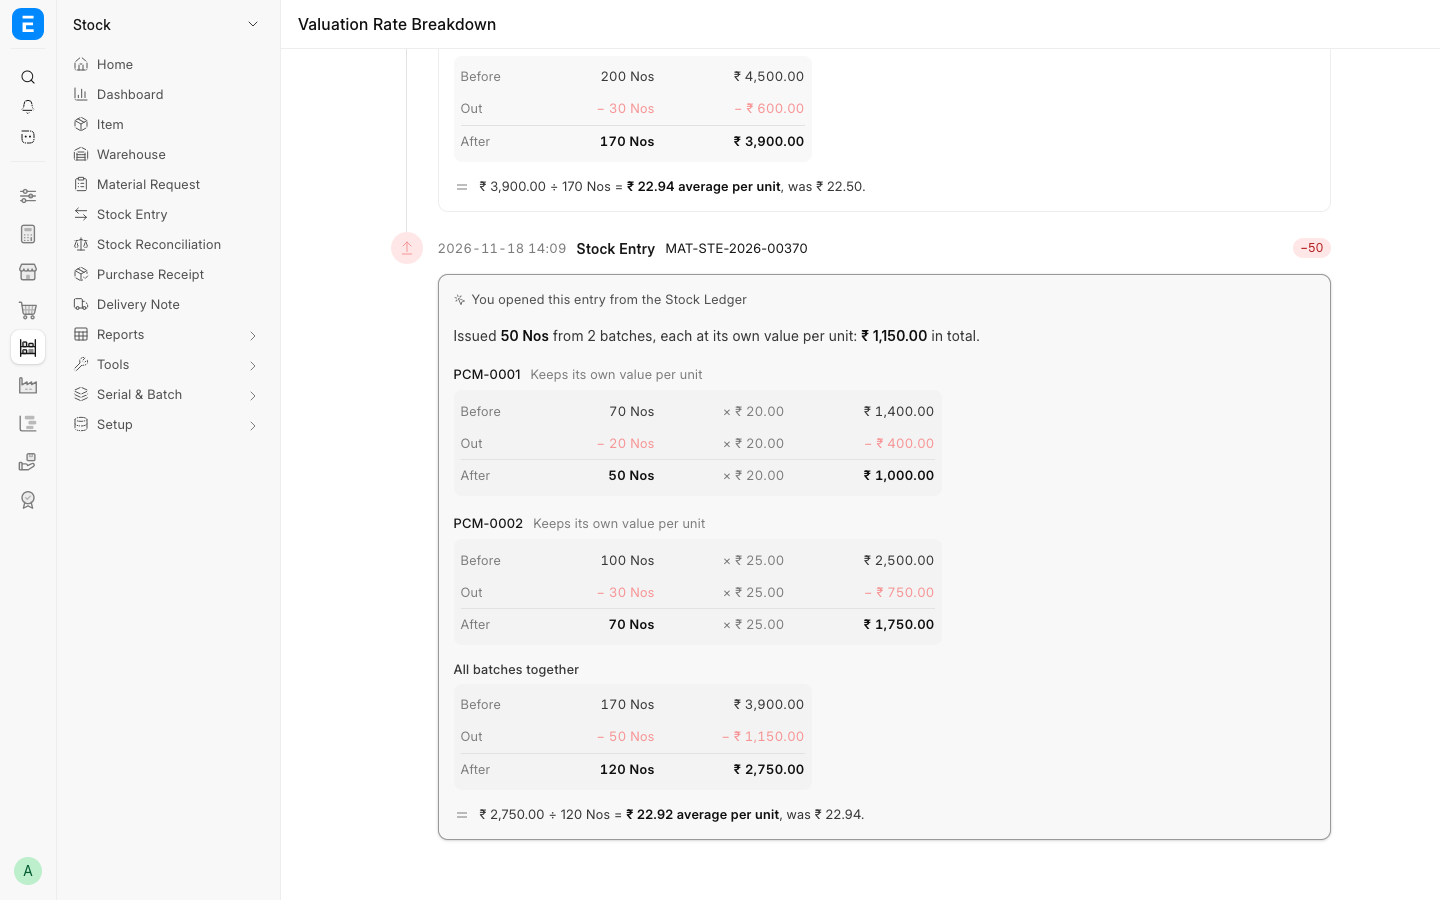 Stock
Home
Dashboard
Item
Warehouse
Material Request
Stock Entry
Stock Reconciliation
Purchase Receipt
Delivery Note
Reports
Tools
Serial & Batch
Setup
A
Valuation Rate Breakdown
Before 200 Nos ₹ 4,500.00
Out − 30 Nos − ₹ 600.00
After 170 Nos ₹ 3,900.00
= ₹ 3,900.00 ÷ 170 Nos = ₹ 22.94 average per unit, was ₹ 22.50.
2026-11-18 14:09 Stock Entry MAT-STE-2026-00370 −50
You opened this entry from the Stock Ledger
Issued 50 Nos from 2 batches, each at its own value per unit: ₹ 1,150.00 in total.
PCM-0001 Keeps its own value per unit
Before 70 Nos × ₹ 20.00 ₹ 1,400.00
Out − 20 Nos × ₹ 20.00 − ₹ 400.00
After 50 Nos × ₹ 20.00 ₹ 1,000.00
PCM-0002 Keeps its own value per unit
Before 100 Nos × ₹ 25.00 ₹ 2,500.00
Out − 30 Nos × ₹ 25.00 − ₹ 750.00
After 70 Nos × ₹ 25.00 ₹ 1,750.00
All batches together
Before 170 Nos ₹ 3,900.00
Out − 50 Nos − ₹ 1,150.00
After 120 Nos ₹ 2,750.00
= ₹ 2,750.00 ÷ 120 Nos = ₹ 22.92 average per unit, was ₹ 22.94.